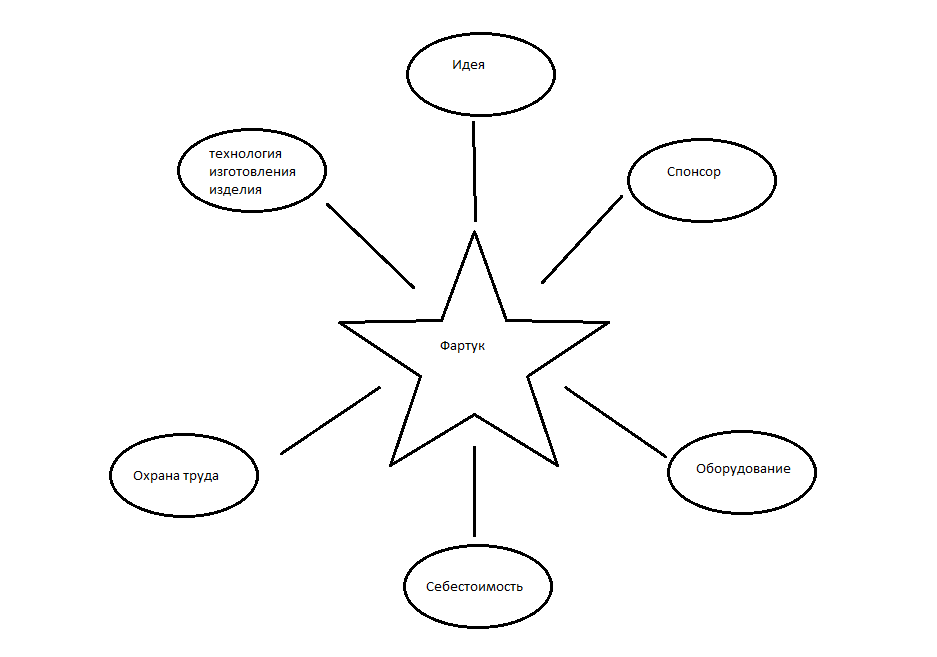 Идея
технология
изготовления
изделия
Спонсор
Фартук
Охрана труда
Оборудование
Себестоимость